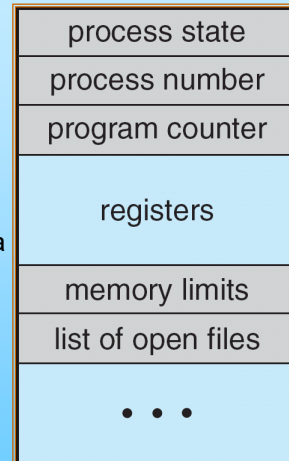 process state
process number
program counter
registers
memory limits
list of open files
• • •